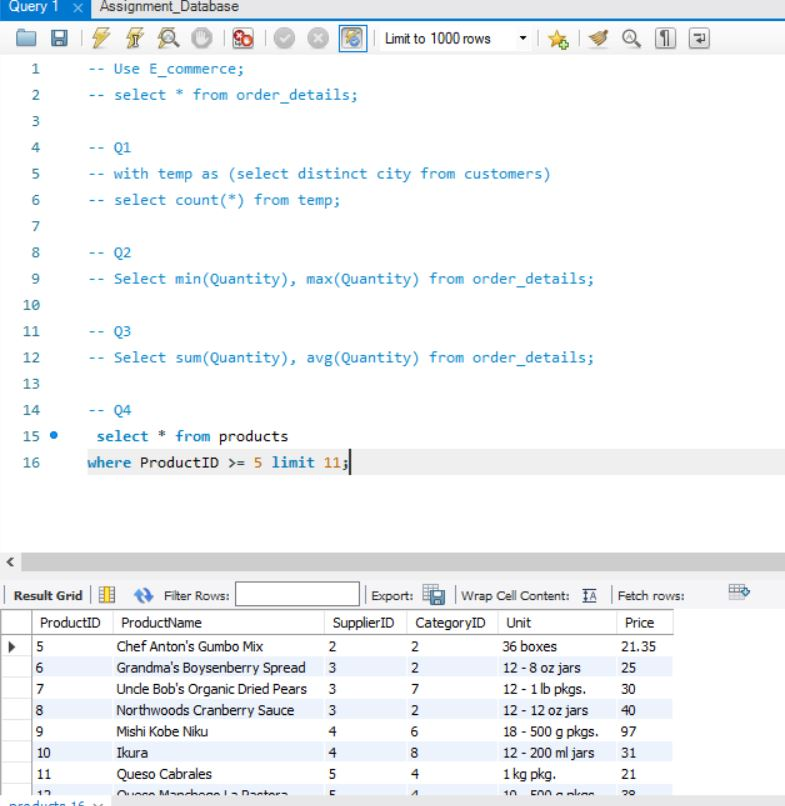 Query 1 × Assignment_Database
Limit to 1000 rows
1 -- Use E_commerce;
2 -- select * from order_details;
3
4 -- Q1
5 -- with temp as (select distinct city from customers)
6 -- select count(*) from temp;
7
8 -- Q2
9 -- Select min(Quantity), max(Quantity) from order_details;
10
11 -- Q3
12 -- Select sum(Quantity), avg(Quantity) from order_details;
13
14 -- Q4
15 select * from products
16 where ProductID >= 5 limit 11;
Result Grid Filter Rows: Export: Wrap Cell Content: Fetch rows:
ProductID ProductName SupplierID CategoryID Unit Price
5 Chef Anton's Gumbo Mix 2 2 36 boxes 21.35
6 Grandma's Boysenberry Spread 3 2 12 - 8 oz jars 25
7 Uncle Bob's Organic Dried Pears 3 7 12 - 1 lb pkgs. 30
8 Northwoods Cranberry Sauce 3 2 12 - 12 oz jars 40
9 Mishi Kobe Niku 4 6 18 - 500 g pkgs. 97
10 Ikura 4 8 12 - 200 ml jars 31
11 Queso Cabrales 5 4 1 kg pkg. 21
12 Queso Manchego La Pastora 5 4 10 - 500 g pkgs 38
products 16